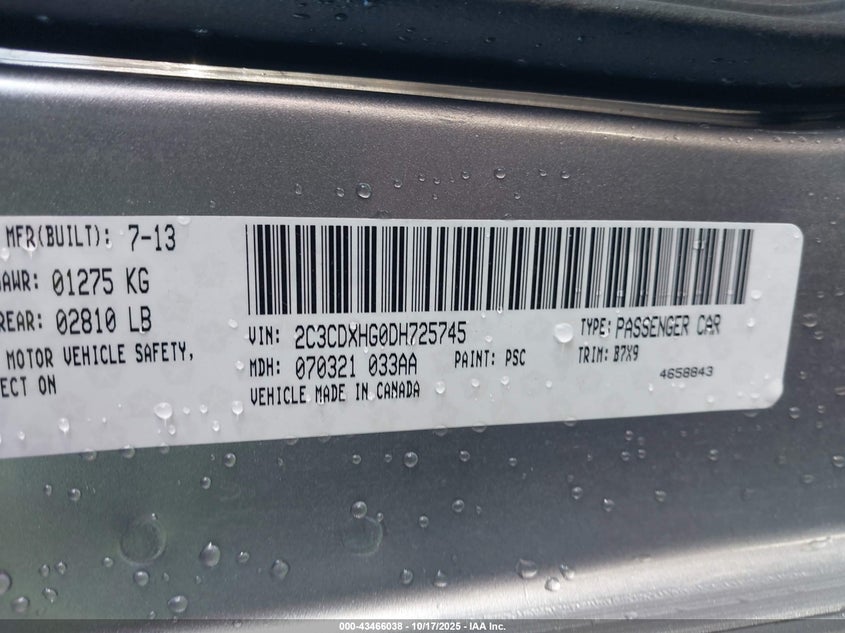 MFR(BUILT): 7-13
AWR: 01275 KG
REAR: 02810 LB
MOTOR VEHICLE SAFETY,
ECT ON
VIN: 2C3CDXHG0DH725745
TYPE: PASSENGER CAR
MDH: 070321 033AA
PAINT: PSC
TRIM: B7X9
VEHICLE MADE IN CANADA
4658843
000-43466038 - 10/17/2025 - IAA Inc.